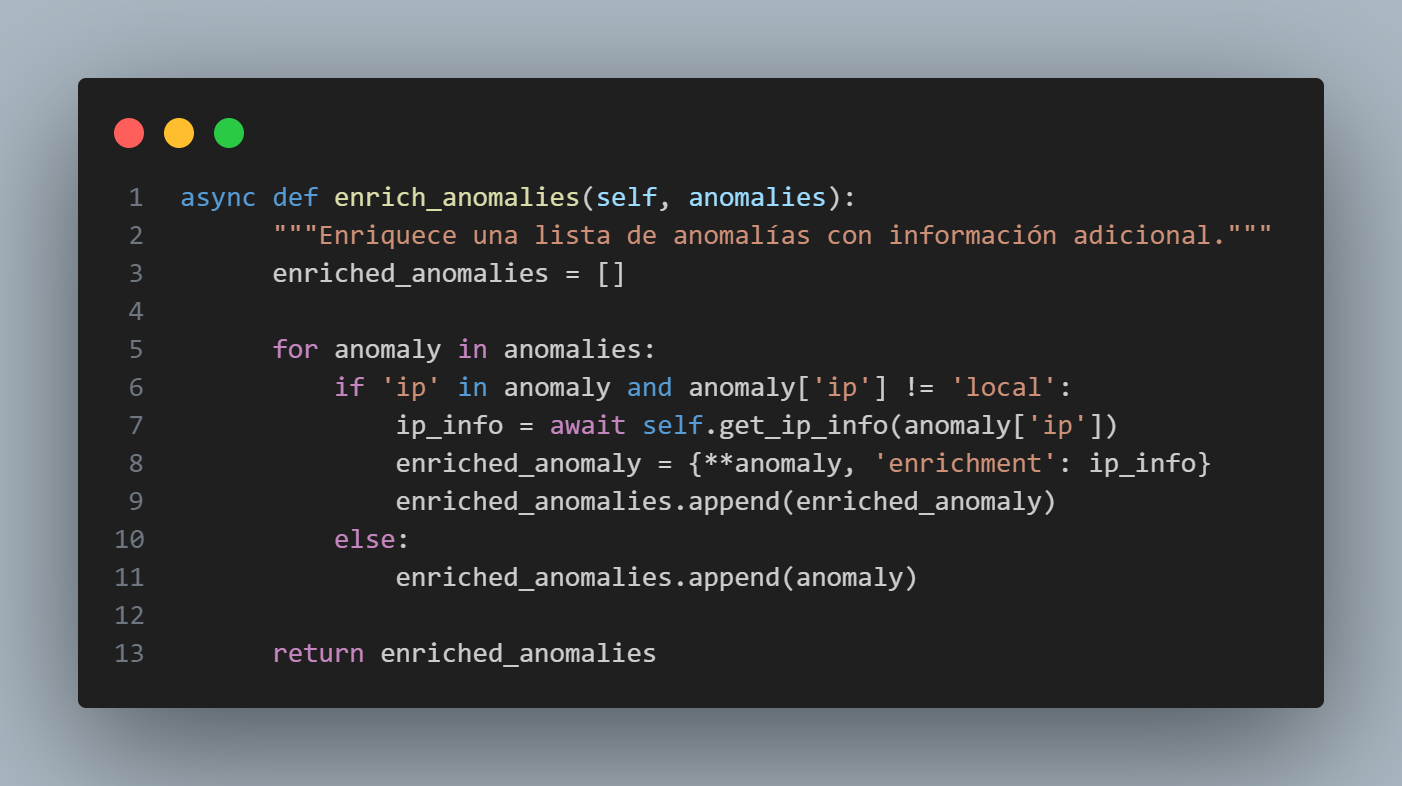 1 async def enrich_anomalies(self, anomalies):
2       """Enriquece una lista de anomalías con información adicional."""
3       enriched_anomalies = []
4
5       for anomaly in anomalies:
6           if 'ip' in anomaly and anomaly['ip'] != 'local':
7               ip_info = await self.get_ip_info(anomaly['ip'])
8               enriched_anomaly = {**anomaly, 'enrichment': ip_info}
9               enriched_anomalies.append(enriched_anomaly)
10          else:
11              enriched_anomalies.append(anomaly)
12
13      return enriched_anomalies